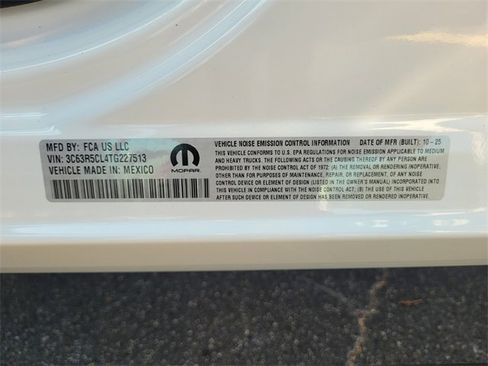 MFD BY: FCA US LLC
VIN: 3C63R5CL4TG227513
VEHICLE MADE IN: MEXICO
MOPAR
VEHICLE NOISE EMISSION CONTROL INFORMATION DATE OF MFR (BUILT): 10 - 25
THIS VEHICLE CONFORMS TO U.S. EPA REGULATIONS FOR NOISE EMISSION APPLICABLE TO MEDIUM
AND HEAVY TRUCKS. THE FOLLOWING ACTS OR THE CAUSING THEREOF BY ANY PERSON
ARE PROHIBITED BY THE NOISE CONTROL ACT OF 1972: (A) THE REMOVAL OR RENDERING INOPERATIVE,
OTHER THAN FOR PURPOSES OF MAINTENANCE, REPAIR, OR REPLACEMENT, OF ANY NOISE
CONTROL DEVICE OR ELEMENT OF DESIGN (LISTED IN THE OWNER'S MANUAL) INCORPORATED INTO
THIS VEHICLE IN COMPLIANCE WITH THE NOISE CONTROL ACT; (B) THE USE OF THIS VEHICLE AFTER
SUCH DEVICE OR ELEMENT OF DESIGN HAS BEEN REMOVED OR RENDERED INOPERATIVE.